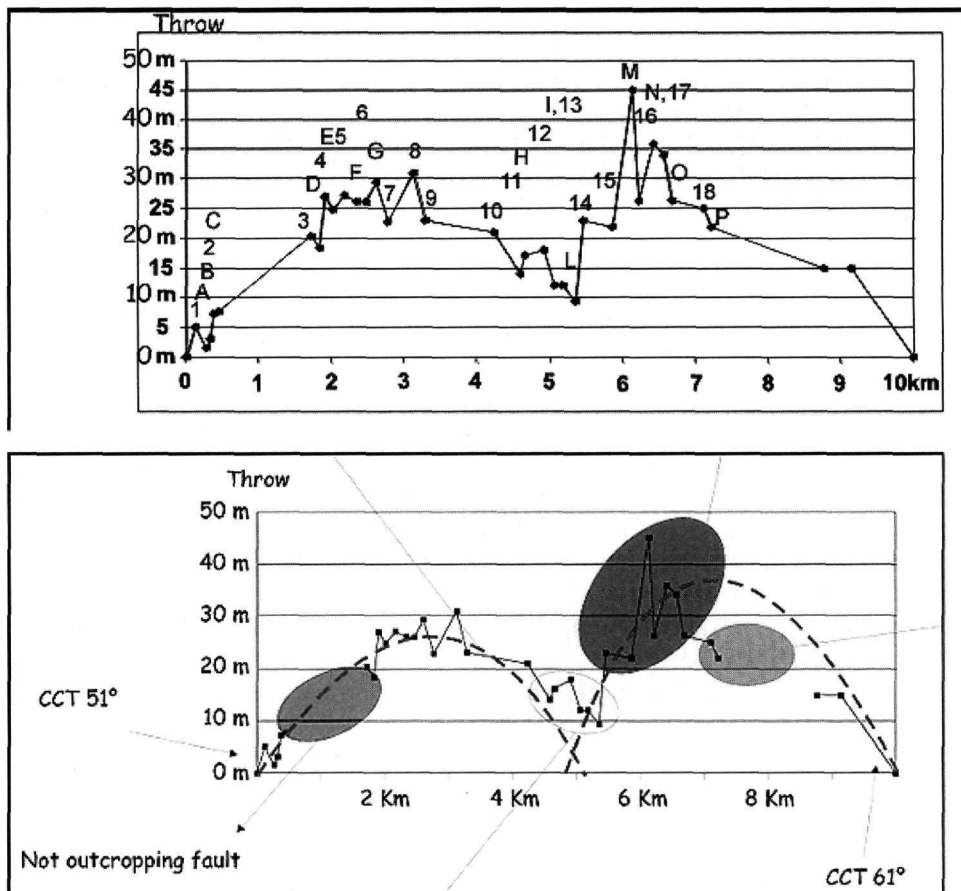 Throw
50 m
45
M
N,17
40 m
6
I,13
16
35 m
E5
12
4
G
8
H
30 m
D
F
11
15
O
25
7
9
14
18
C
3
10
P
20 m
2
L
15
B
10 m
A
1
5
0 m
0 1 2 3 4 5 6 7 8 9 10km
Throw
50 m
40 m
30 m
20 m
CCT 51°
10 m
0 m
2 Km 4 Km 6 Km 8 Km
Not outcropping fault
CCT 61°